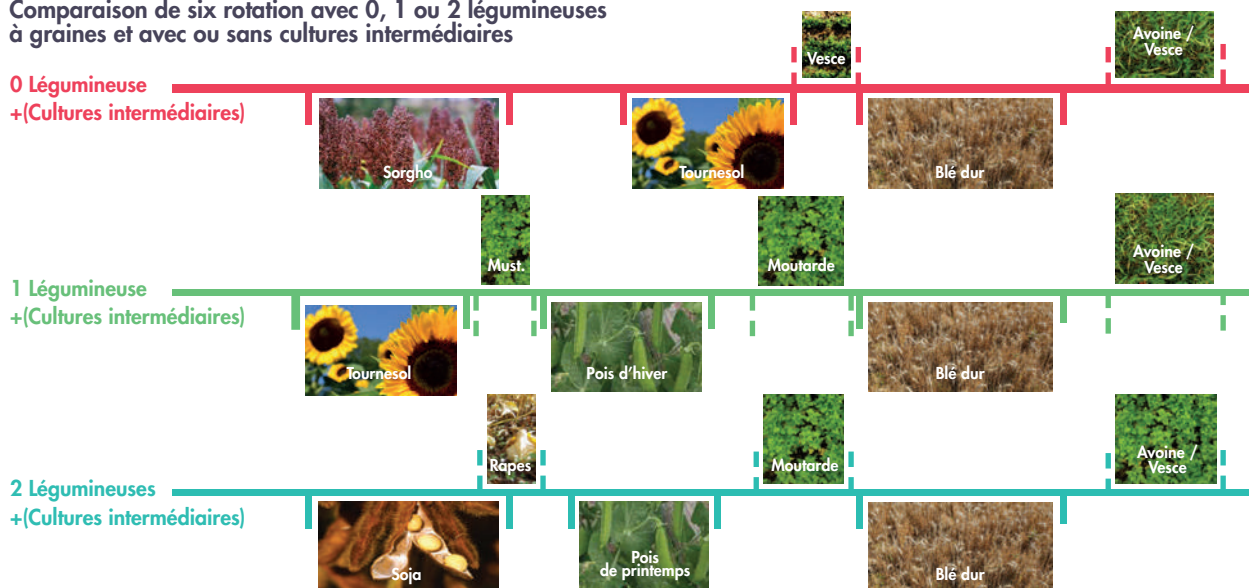 Comparaison de six rotation avec 0, 1 ou 2 légumineuses
à graines et avec ou sans cultures intermédiaires
Vesce
Avoine /
Vesce
0 Légumineuse
+(Cultures intermédiaires)
Sorgho
Tournesol
Blé dur
Must.
Moutarde
Avoine /
Vesce
1 Légumineuse
+(Cultures intermédiaires)
Tournesol
Pois d’hiver
Blé dur
Râpes
Moutarde
Avoine /
Vesce
2 Légumineuses
+(Cultures intermédiaires)
Soja
Pois
de printemps
Blé dur